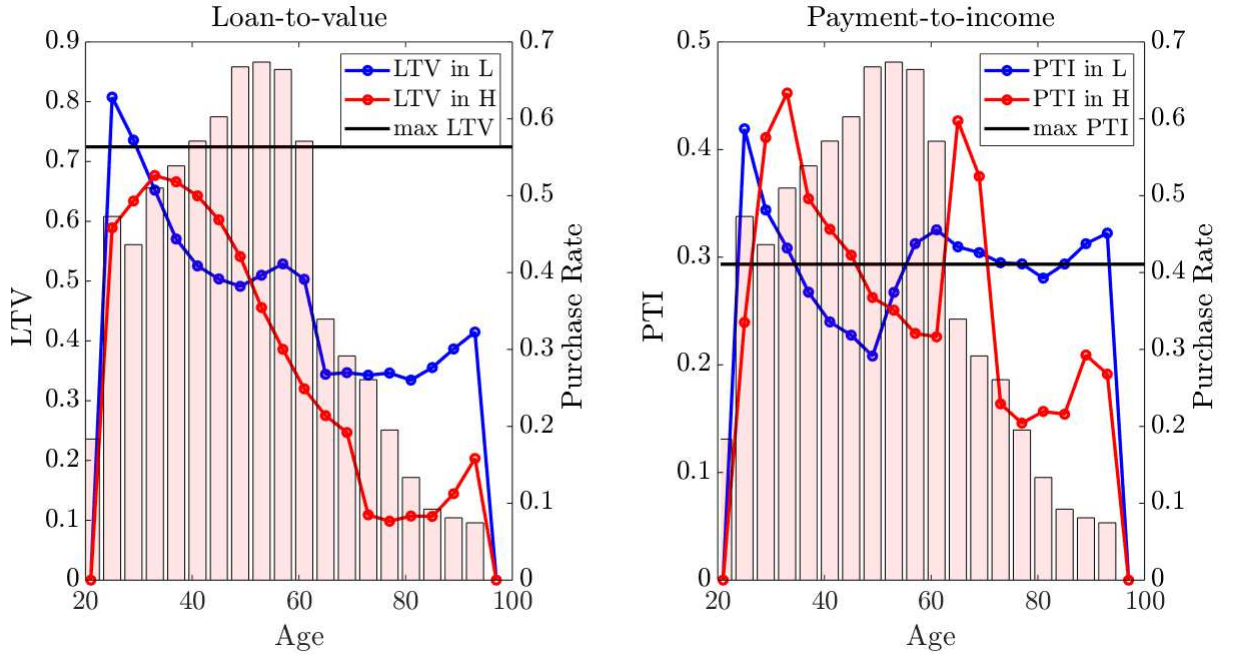 Loan-to-value
0.9
0.8
0.7
0.6
0.5
0.4
0.3
0.2
0.1
0
LTV
LTV in L
LTV in H
max LTV
0.7
0.6
0.5
0.4
0.3
0.2
0.1
0
Purchase Rate
20 40 60 80 100
Age
Payment-to-income
0.5
0.4
0.3
0.2
0.1
0
PTI
PTI in L
PTI in H
max PTI
0.7
0.6
0.5
0.4
0.3
0.2
0.1
0
Purchase Rate
20 40 60 80 100
Age